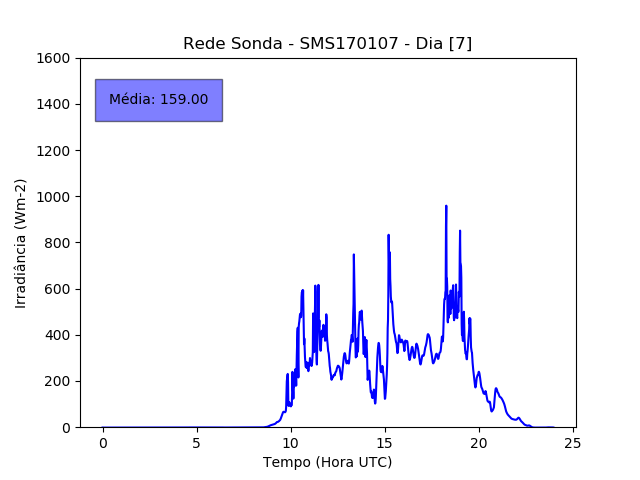 Rede Sonda - SMS170107 - Dia [7]
1600
1400
1200
1000
800
600
400
200
0
Média: 159.00
Irradiância (Wm-2)
0 5 10 15 20 25
Tempo (Hora UTC)